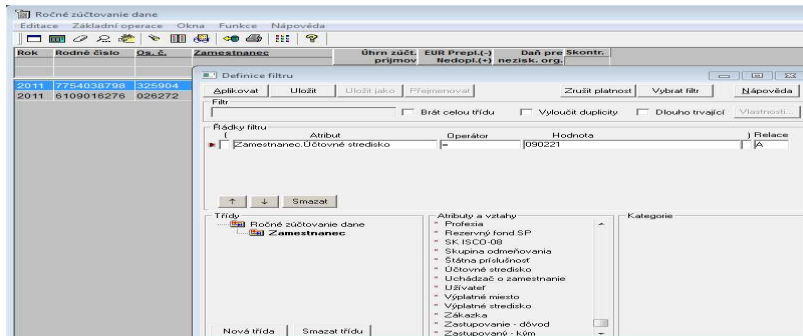 Ročné zúčtovanie dane
Editace Základní operace Okna Funkce Nápověda
Rok Rodné číslo Os. č. Zamestnanec Úhrn zúčt. príjmov EUR Prepl.(-) Nedopl.(+) Daň pre nezisk. org. Skontr.
2011 7754038798 325904
2011 6109016276 026272
Definice filtru
Aplikovat Uložit Uložit jako Přejmenovat Zrušit platnost Vybrat filtr Nápověda
Filtr
Brát celou třídu Vyloučit duplicity Dlouho trvající Vlastnosti...
Řádky filtru
( Atribut Operátor Hodnota ) Relace
Zamestnanec.Účtovné stredisko = 090221 A
↑ ↓ Smazat
Třídy
Ročné zúčtovanie dane
Zamestnanec
Nová třída Smazat třídu
Atributy a vztahy
* Profesia
* Rezervný fond SP
* SK ISCO-08
* Skupina odmeňovania
* Štátna príslušnosť
* Účtovné stredisko
* Uchádzač o zamestnanie
* Užívateľ
* Výplatné miesto
* Výplatné stredisko
* Zákazka
* Zastupovanie - dôvod
* Zastupovaný - kým
Kategorie